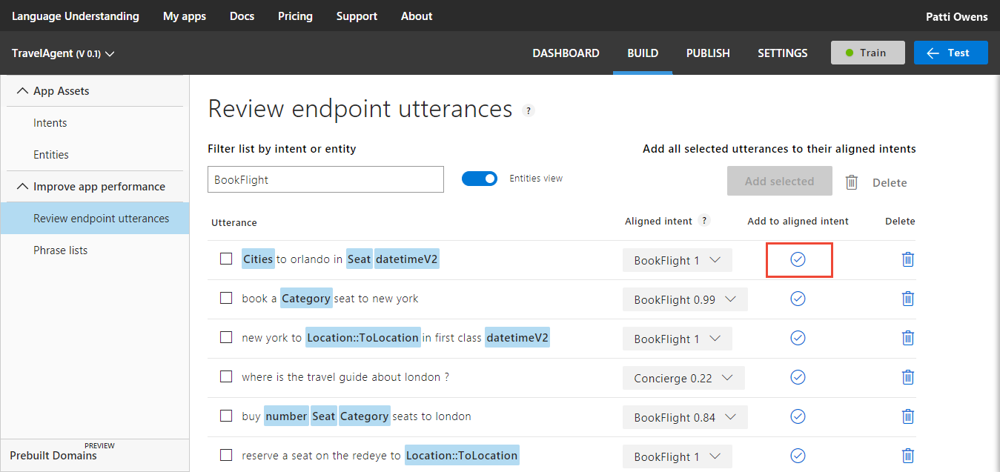 Language Understanding My apps Docs Pricing Support About Patti Owens
TravelAgent (V 0.1) DASHBOARD BUILD PUBLISH SETTINGS Train Test
App Assets
Intents
Entities
Improve app performance
Review endpoint utterances
Phrase lists
PREVIEW
Prebuilt Domains
Review endpoint utterances ?
Filter list by intent or entity Add all selected utterances to their aligned intents
BookFlight Entities view Add selected Delete
Utterance Aligned intent ? Add to aligned intent Delete
Cities to orlando in Seat datetimeV2 BookFlight 1
book a Category seat to new york BookFlight 0.99
new york to Location::ToLocation in first class datetimeV2 BookFlight 1
where is the travel guide about london ? Concierge 0.22
buy number Seat Category seats to london BookFlight 0.84
reserve a seat on the redeye to Location::ToLocation BookFlight 1